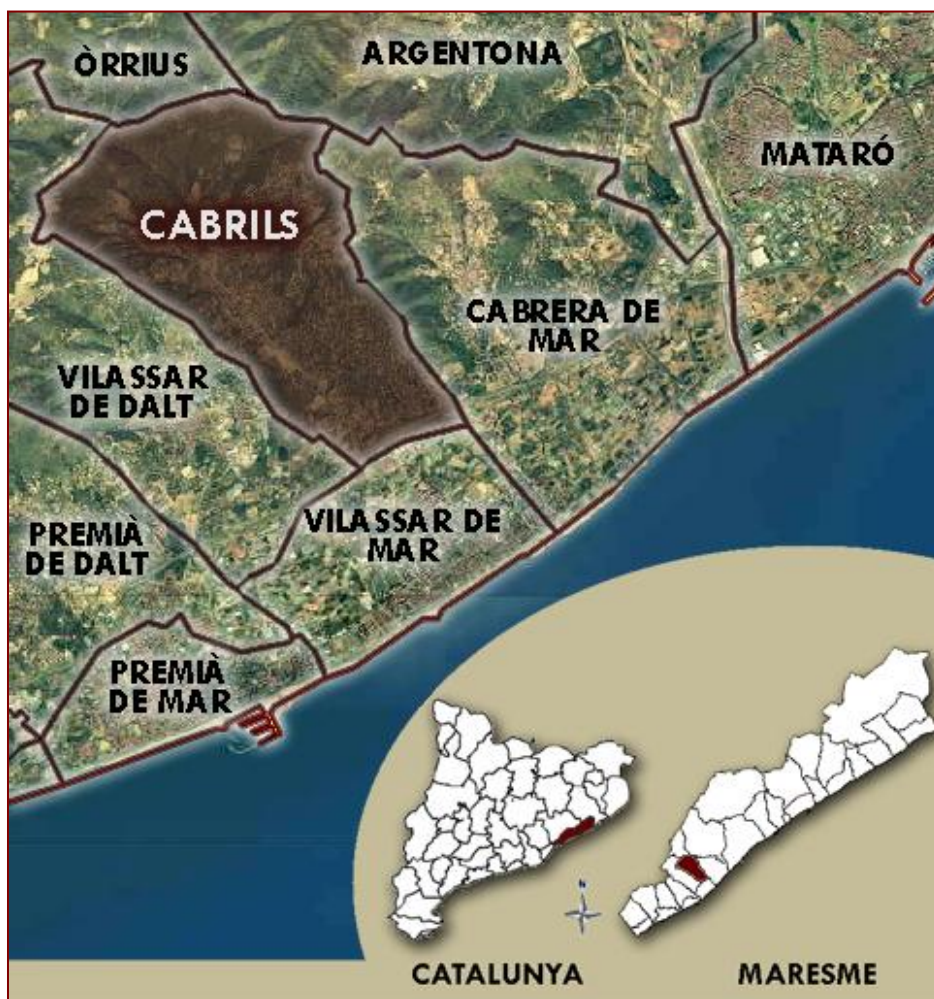 ÒRRIUS
ARGENTONA
MATARÓ
CABRILS
CABRERA DE
MAR
VILASSAR
DE DALT
VILASSAR DE
MAR
PREMIÀ
DE DALT
PREMIÀ
DE MAR
N
CATALUNYA
MARESME